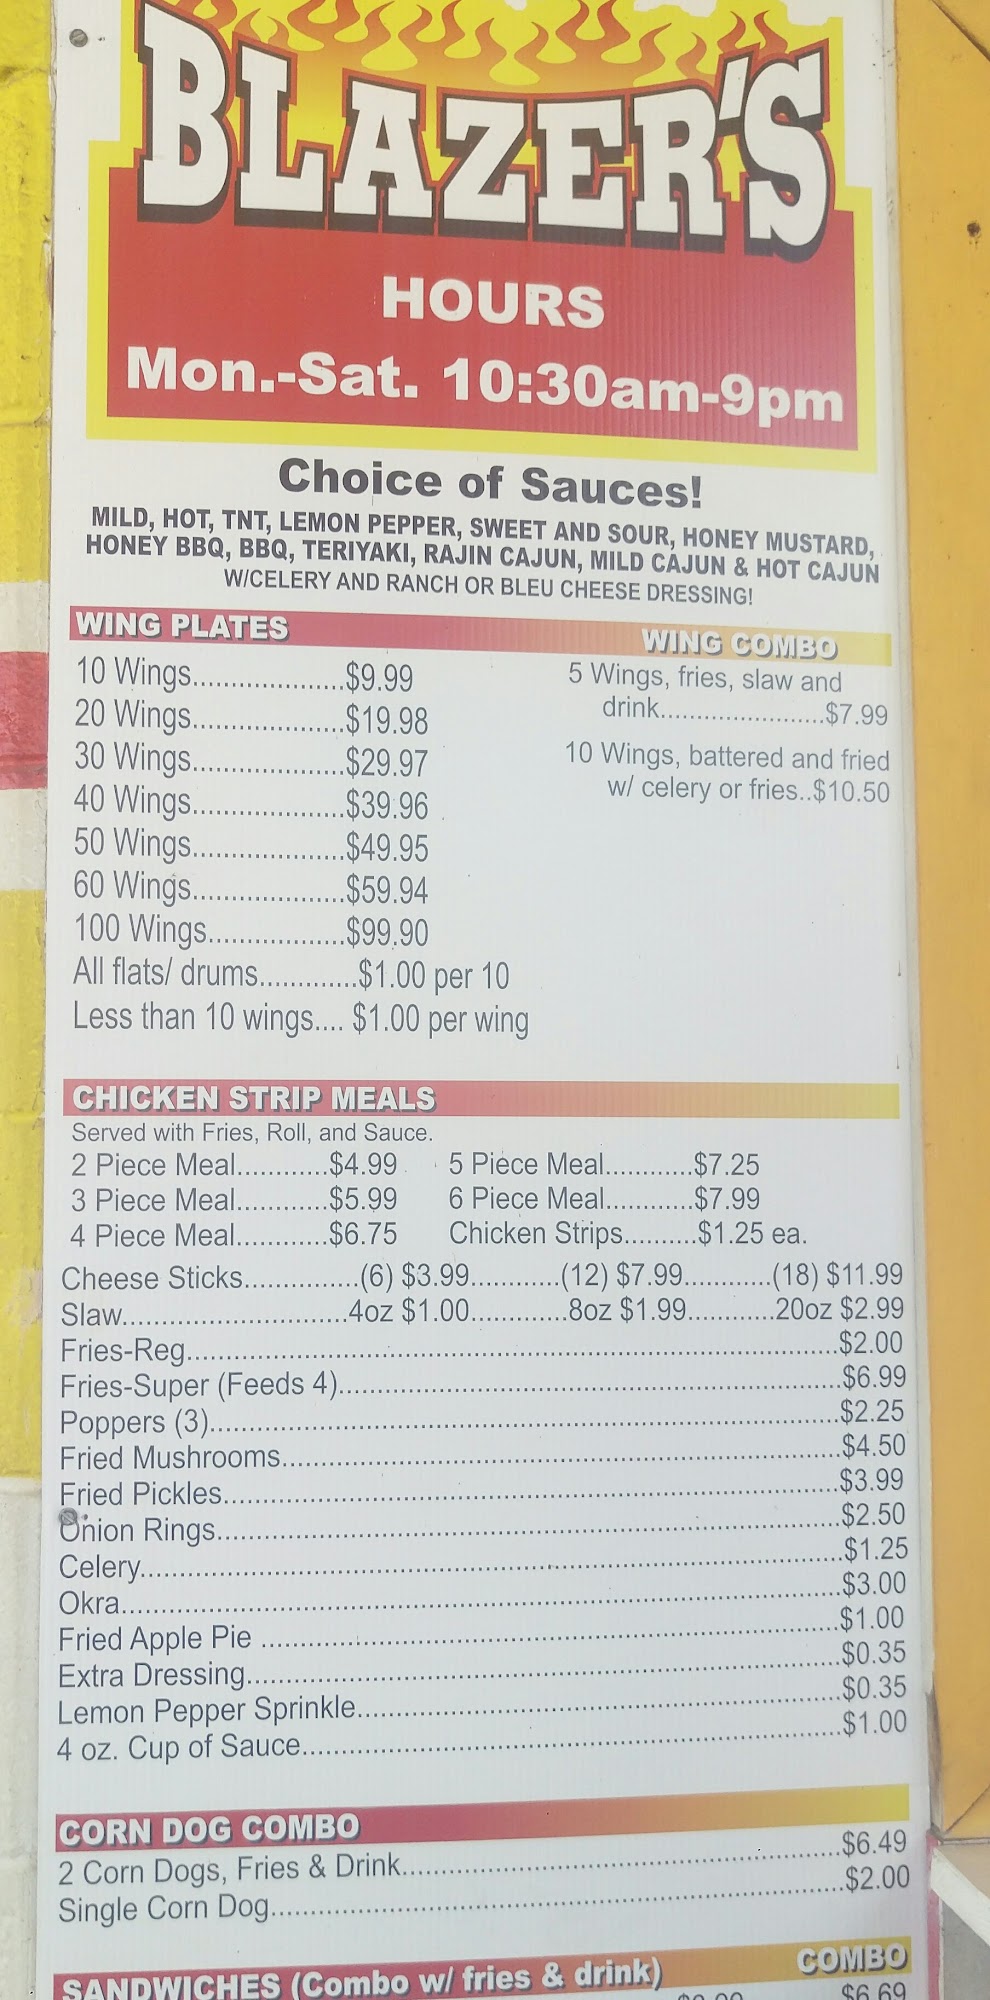 BLAZER'S
HOURS
Mon.-Sat. 10:30am-9pm
Choice of Sauces!
MILD, HOT, TNT, LEMON PEPPER, SWEET AND SOUR, HONEY MUSTARD,
HONEY BBQ, BBQ, TERIYAKI, RAJIN CAJUN, MILD CAJUN & HOT CAJUN
W/CELERY AND RANCH OR BLEU CHEESE DRESSING!
WING PLATES
10 Wings....................$9.99
20 Wings....................$19.98
30 Wings....................$29.97
40 Wings....................$39.96
50 Wings....................$49.95
60 Wings....................$59.94
100 Wings..................$99.90
All flats/ drums.............$1.00 per 10
Less than 10 wings.... $1.00 per wing
WING COMBO
5 Wings, fries, slaw and
drink.......................$7.99
10 Wings, battered and fried
w/ celery or fries..$10.50
CHICKEN STRIP MEALS
Served with Fries, Roll, and Sauce.
2 Piece Meal............$4.99 5 Piece Meal............$7.25
3 Piece Meal............$5.99 6 Piece Meal............$7.99
4 Piece Meal............$6.75 Chicken Strips..........$1.25 ea.
Cheese Sticks...............(6) $3.99............(12) $7.99............(18) $11.99
Slaw..............................4oz $1.00.............8oz $1.99............20oz $2.99
Fries-Reg....................$2.00
Fries-Super (Feeds 4)....................$6.99
Poppers (3)....................$2.25
Fried Mushrooms....................$4.50
Fried Pickles....................$3.99
Onion Rings....................$2.50
Celery....................$1.25
Okra....................$3.00
Fried Apple Pie ....................$1.00
Extra Dressing....................$0.35
Lemon Pepper Sprinkle....................$0.35
4 oz. Cup of Sauce....................$1.00
CORN DOG COMBO
2 Corn Dogs, Fries & Drink....................$6.49
Single Corn Dog....................$2.00
SANDWICHES (Combo w/ fries & drink) COMBO
$6.69